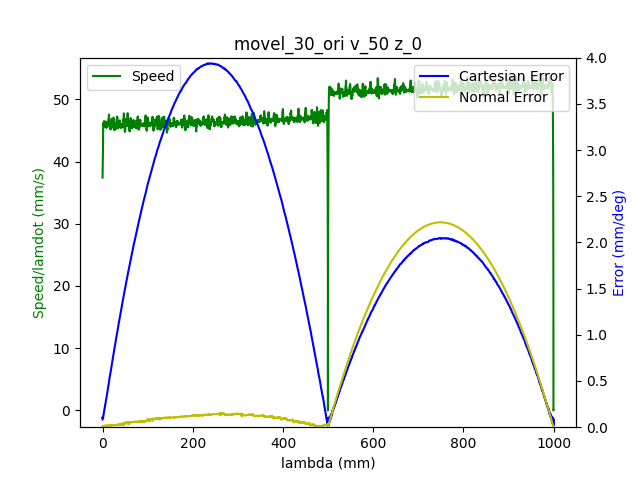 movel_30_ori v_50 z_0
Speed
Cartesian Error
Normal Error
Speed/lamdot (mm/s)
50
40
30
20
10
0
4.0
3.5
3.0
2.5
2.0
1.5
1.0
0.5
0.0
Error (mm/deg)
0 200 400 600 800 1000
lambda (mm)